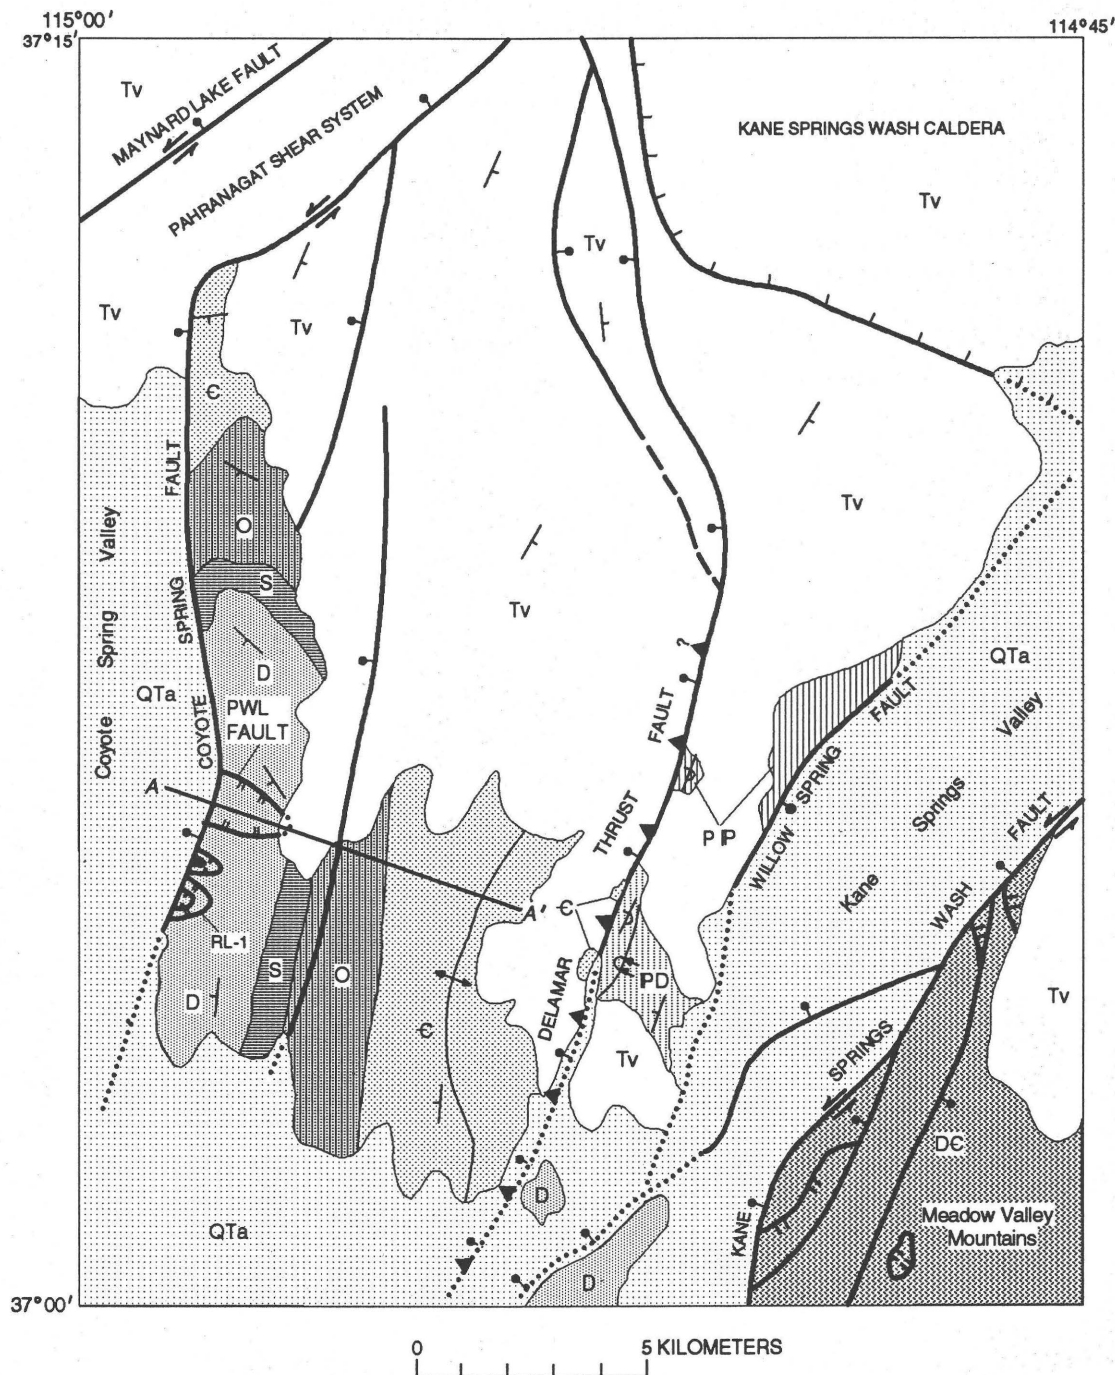 115°00′
114°45′
37°15′
Tv
MAYNARD LAKE FAULT
PAHRANAGAT SHEAR SYSTEM
KANE SPRINGS WASH CALDERA
Tv
Tv
Tv
Tv
Є
FAULT
Coyote Spring Valley
O
Tv
S
SPRING
Tv
D
QTa
QTa
COYOTE
PWL
FAULT
?
FAULT
FAULT
Valley
A
SPRING
Springs
P IP
THRUST
WILLOW
FAULT
Kane
A′
Є
WASH
RL-1
S
O
D
DELAMAR
IPD
Tv
Є
Tv
SPRINGS
DЄ
D
KANE
Meadow Valley
Mountains
QTa
D
37°00′
0 5 KILOMETERS